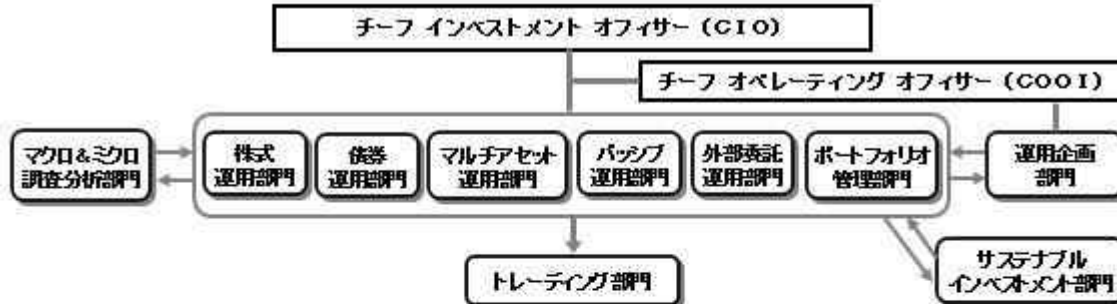 チーフ インベストメント オフィサー（ＣＩＯ）
チーフ オペレーティング オフィサー（ＣＯＯＩ）
マクロ＆ミクロ
調査分析部門
株式
運用部門
債券
運用部門
マルチアセット
運用部門
パッシブ
運用部門
外部委託
運用部門
ポートフォリオ
管理部門
運用企画
部門
トレーディング部門
サステナブル
インベストメント部門